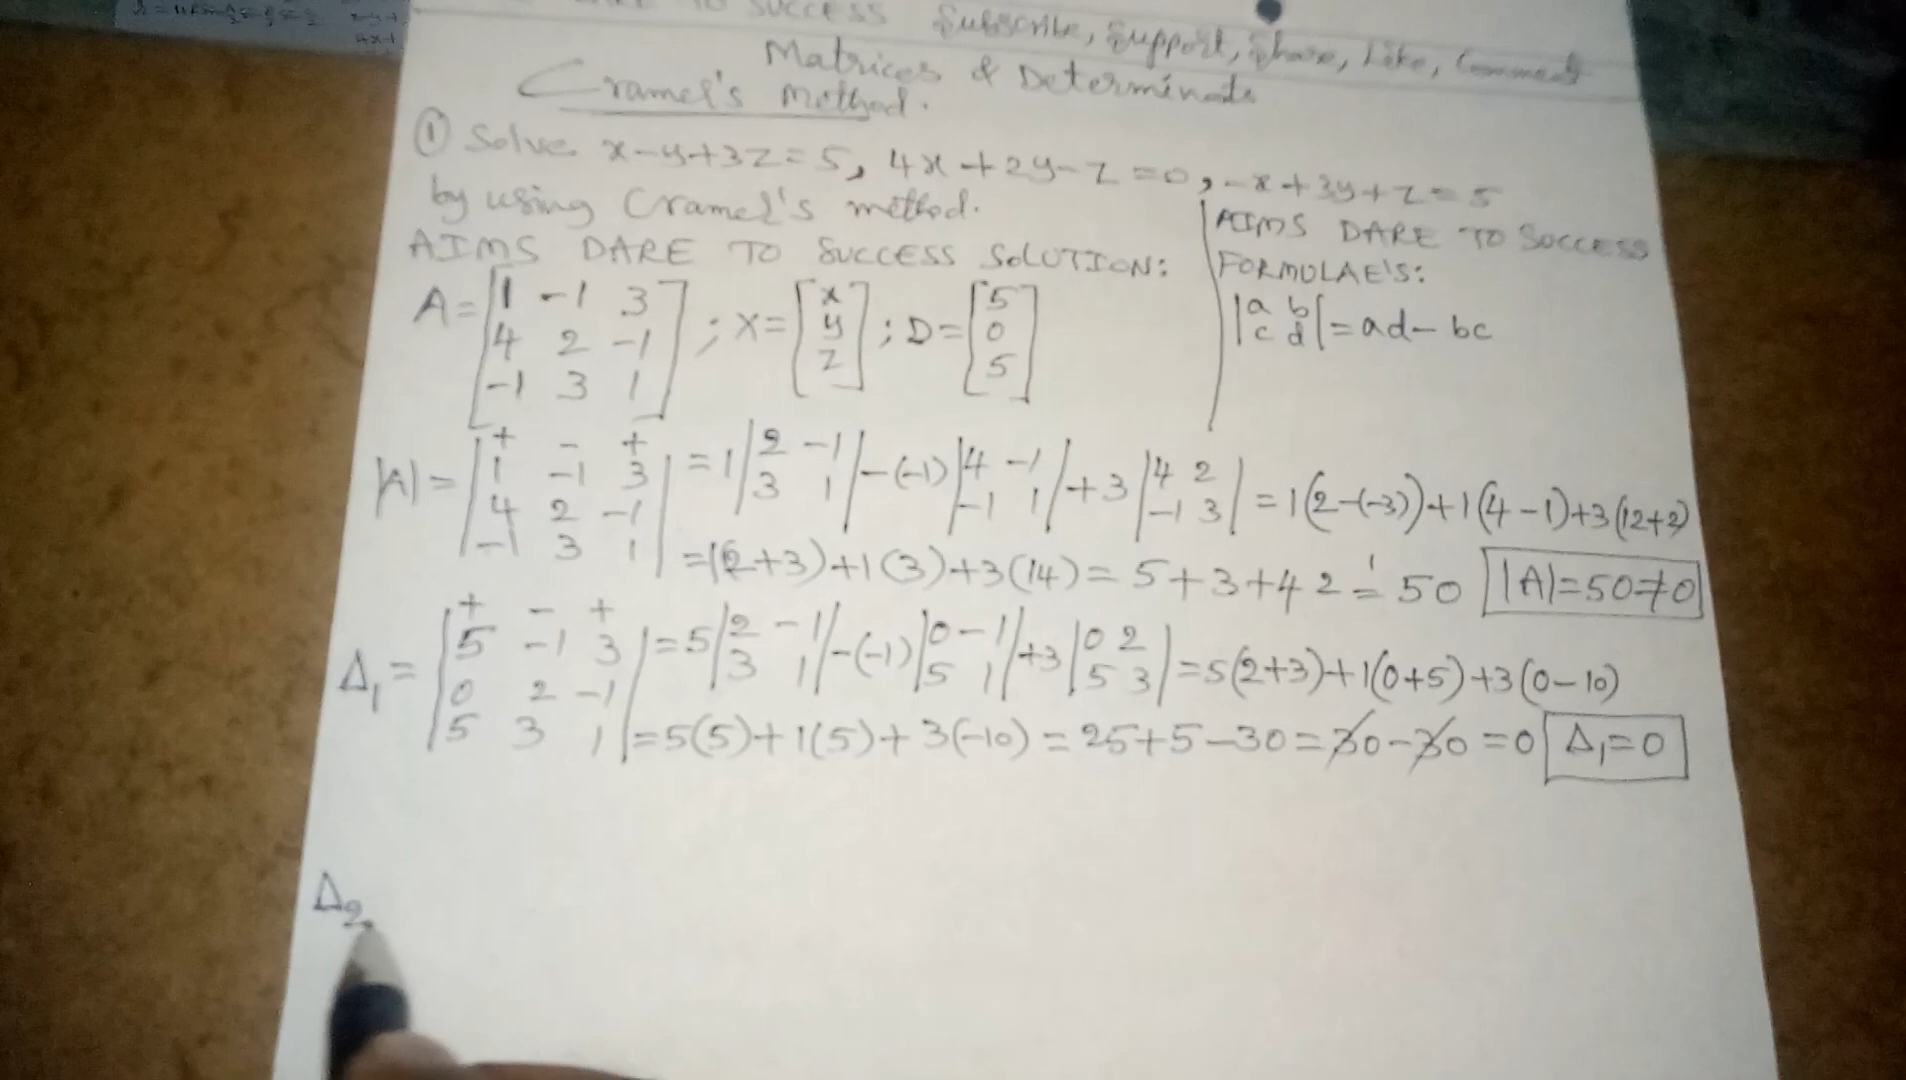 TO SUCCESS Subscribe, Support, Share, Like, Comment
Matrices & Determinants
Cramer's Method.
① Solve x-y+3z=5, 4x+2y-z=0, -x+3y+z=5
by using Cramer's method.
AIMS DARE TO SUCCESS SOLUTION:
AIMS DARE TO SUCCESS
FORMULAE'S:
|a b|
|c d| = ad-bc
A = [1 -1 3] ; X = [x] ; D = [5]
[4 2 -1] [y] [0]
[-1 3 1] [z] [5]
+ - +
|A| = |1 -1 3| = 1|2 -1| -(-1)|4 -1| +3|4 2| = 1(2-(-3))+1(4-1)+3(12+2)
|4 2 -1| |3 1| |-1 1| |-1 3|
|-1 3 1| = 1(2+3)+1(3)+3(14) = 5+3+42 = 50 |A|=50≠0
+ - +
Δ₁ = |5 -1 3| = 5|2 -1| -(-1)|0 -1| +3|0 2| = 5(2+3)+1(0+5)+3(0-10)
|0 2 -1| |3 1| |5 1| |5 3|
|5 3 1| = 5(5)+1(5)+3(-10) = 25+5-30 = 30-30 = 0 Δ₁=0
Δ₂